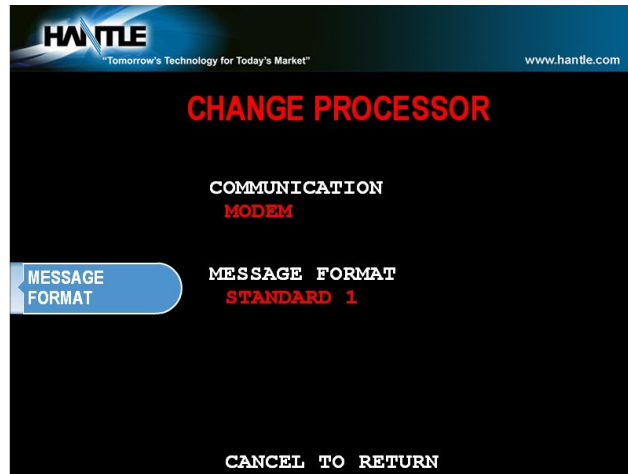 HANTLE
"Tomorrow's Technology for Today's Market"
www.hantle.com
CHANGE PROCESSOR
COMMUNICATION
MODEM
MESSAGE
FORMAT
MESSAGE FORMAT
STANDARD 1
CANCEL TO RETURN